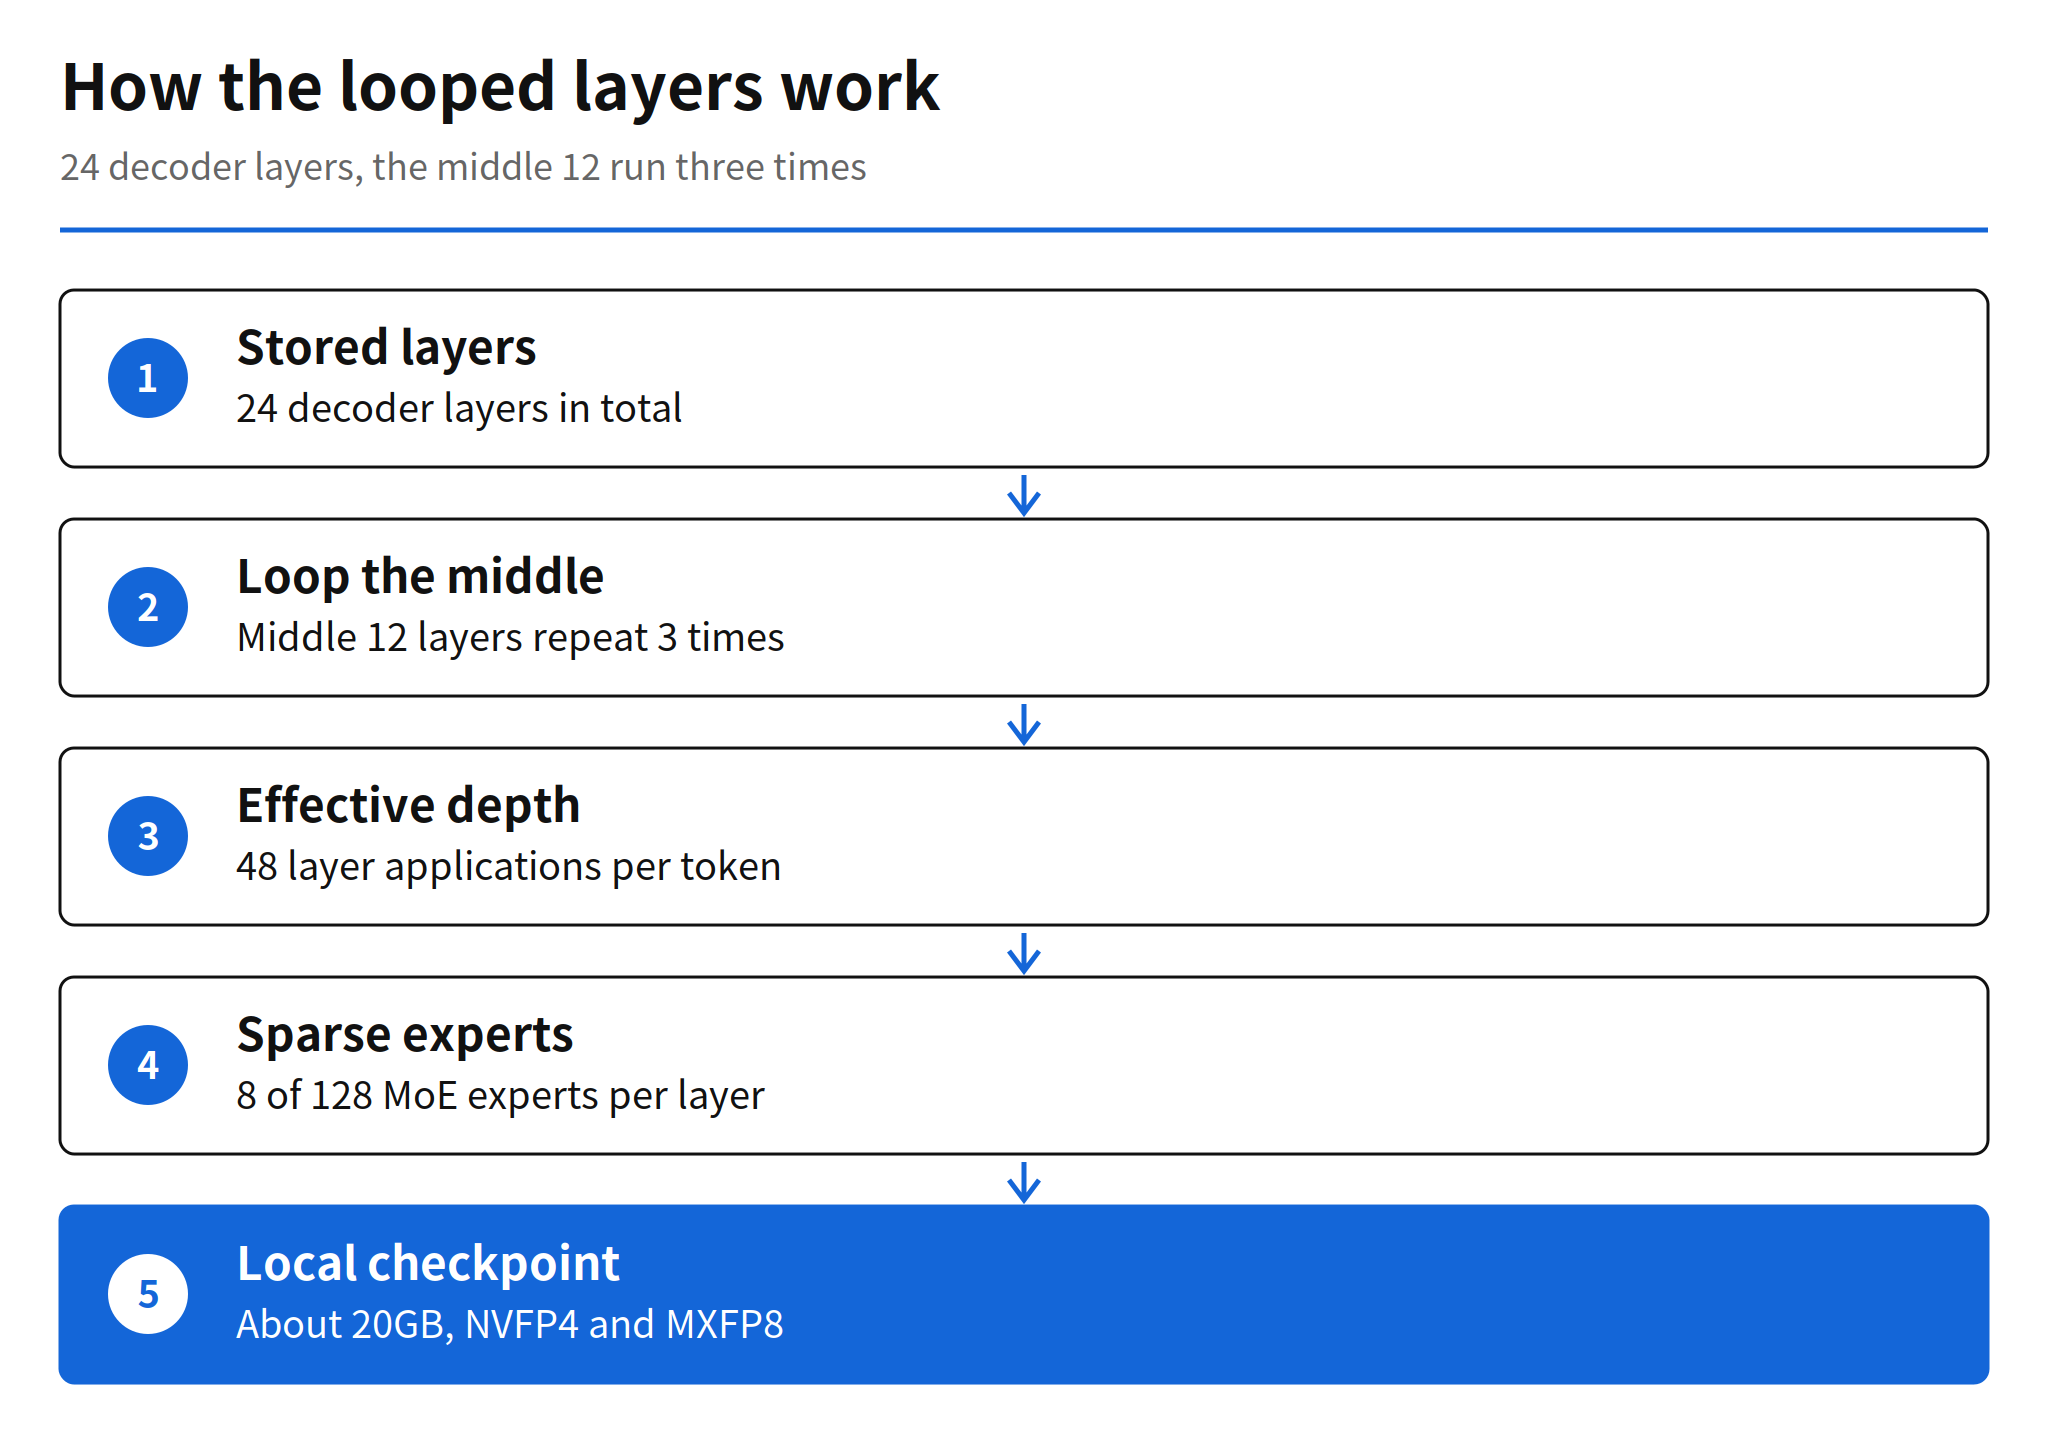 How the looped layers work
24 decoder layers, the middle 12 run three times
1
Stored layers
24 decoder layers in total
2
Loop the middle
Middle 12 layers repeat 3 times
3
Effective depth
48 layer applications per token
4
Sparse experts
8 of 128 MoE experts per layer
5
Local checkpoint
About 20GB, NVFP4 and MXFP8